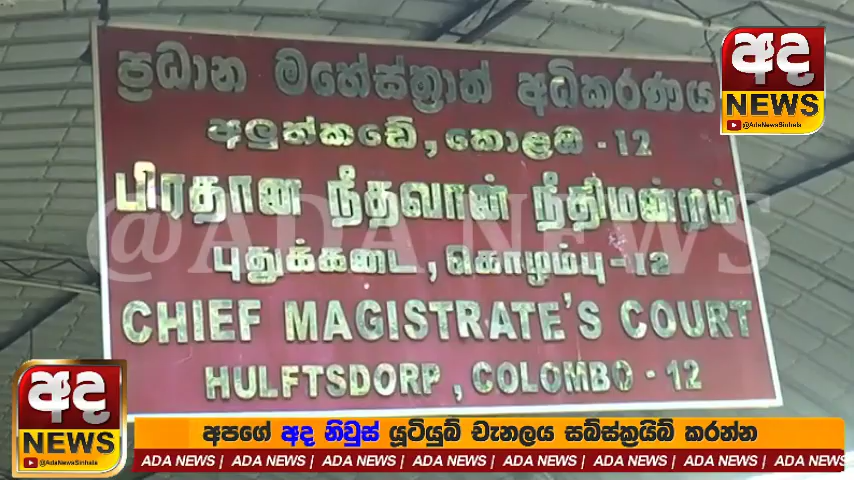 ප්‍රධාන මහේස්ත්‍රාත් අධිකරණය
අලුත්කඩේ, කොළඹ - 12
பிரதான நீதவான் நீதிமன்றம்
புதுக்கடை, கொழும்பு - 12
CHIEF MAGISTRATE'S COURT
HULFTSDORP, COLOMBO - 12
@ADA NEWS
අද
NEWS
@AdaNewsSinhala
අද
NEWS
@AdaNewsSinhala
අපගේ අද නිවුස් යූටියුබ් චැනලය සබ්ස්ක්‍රයිබ් කරන්න
ADA NEWS | ADA NEWS | ADA NEWS | ADA NEWS | ADA NEWS | ADA NEWS | ADA NEWS | ADA NEWS